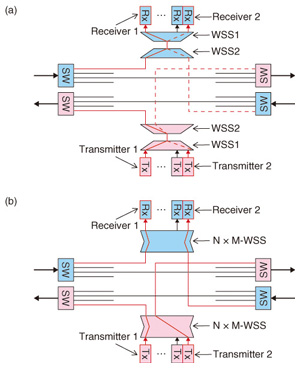 (a)
Rx ... Rx Rx Receiver 2
Receiver 1
WSS1
WSS2
SW SW
SW SW
WSS2
Transmitter 1 WSS1
Tx ... Tx Tx Transmitter 2
(b)
Rx ... Rx Rx Receiver 2
Receiver 1
N × M-WSS
SW SW
SW SW
N × M-WSS
Transmitter 1
Tx ... Tx Tx Transmitter 2